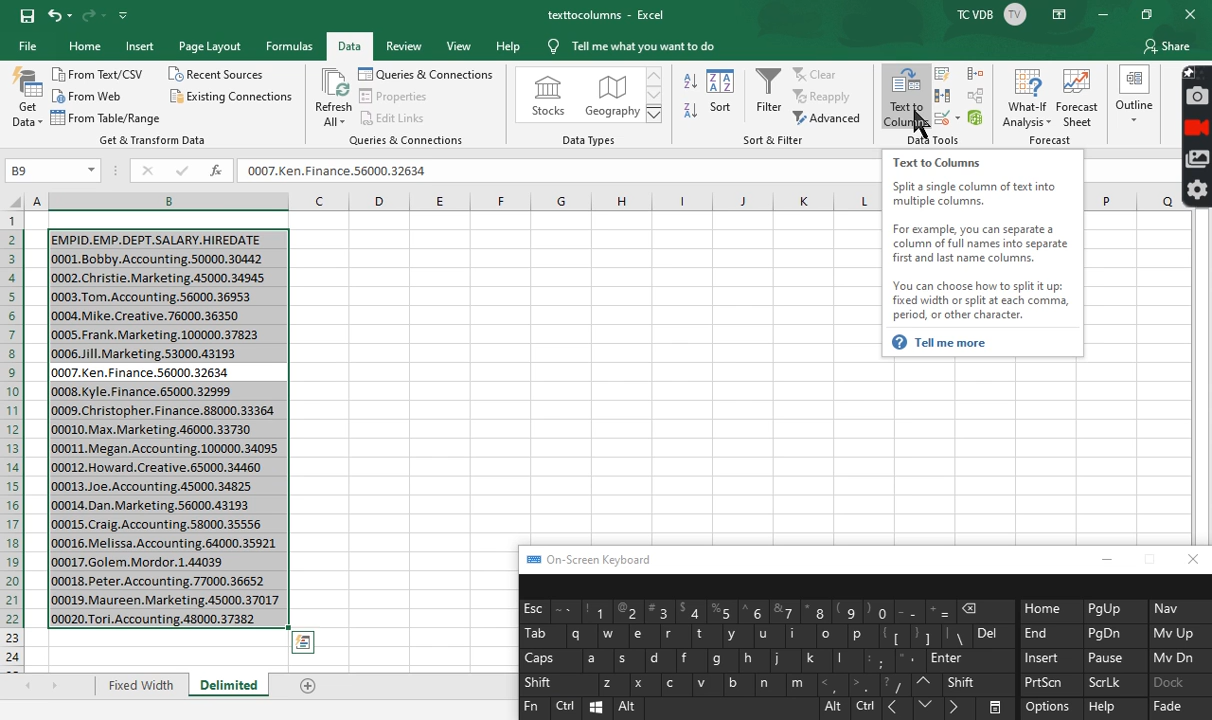 texttocolumns - Excel
TC VDB TV
File Home Insert Page Layout Formulas Data Review View Help Tell me what you want to do Share
Get Data
From Text/CSV
From Web
From Table/Range
Recent Sources
Existing Connections
Get & Transform Data
Refresh All
Queries & Connections
Properties
Edit Links
Queries & Connections
Stocks Geography
Data Types
Sort
Filter
Clear
Reapply
Advanced
Sort & Filter
Text to Columns
Data Tools
What-If Analysis
Forecast Sheet
Forecast
Outline
B9 fx 0007.Ken.Finance.56000.32634
A B C D E F G H I J K L P Q
1
2 EMPID.EMP.DEPT.SALARY.HIREDATE
3 0001.Bobby.Accounting.50000.30442
4 0002.Christie.Marketing.45000.34945
5 0003.Tom.Accounting.56000.36953
6 0004.Mike.Creative.76000.36350
7 0005.Frank.Marketing.100000.37823
8 0006.Jill.Marketing.53000.43193
9 0007.Ken.Finance.56000.32634
10 0008.Kyle.Finance.65000.32999
11 0009.Christopher.Finance.88000.33364
12 00010.Max.Marketing.46000.33730
13 00011.Megan.Accounting.100000.34095
14 00012.Howard.Creative.65000.34460
15 00013.Joe.Accounting.45000.34825
16 00014.Dan.Marketing.56000.43193
17 00015.Craig.Accounting.58000.35556
18 00016.Melissa.Accounting.64000.35921
19 00017.Golem.Mordor.1.44039
20 00018.Peter.Accounting.77000.36652
21 00019.Maureen.Marketing.45000.37017
22 00020.Tori.Accounting.48000.37382
23
24
Text to Columns
Split a single column of text into
multiple columns.
For example, you can separate a
column of full names into separate
first and last name columns.
You can choose how to split it up:
fixed width or split at each comma,
period, or other character.
Tell me more
Fixed Width Delimited
On-Screen Keyboard
Esc ~ ` ! 1 @ 2 # 3 $ 4 % 5 ^ 6 & 7 * 8 ( 9 ) 0 _ - + = Home PgUp Nav
Tab q w e r t y u i o p { [ } ] | \ Del End PgDn Mv Up
Caps a s d f g h j k l : ; " ' Enter Insert Pause Mv Dn
Shift z x c v b n m < , > . ? / Shift PrtScn ScrLk Dock
Fn Ctrl Alt Alt Ctrl Options Help Fade